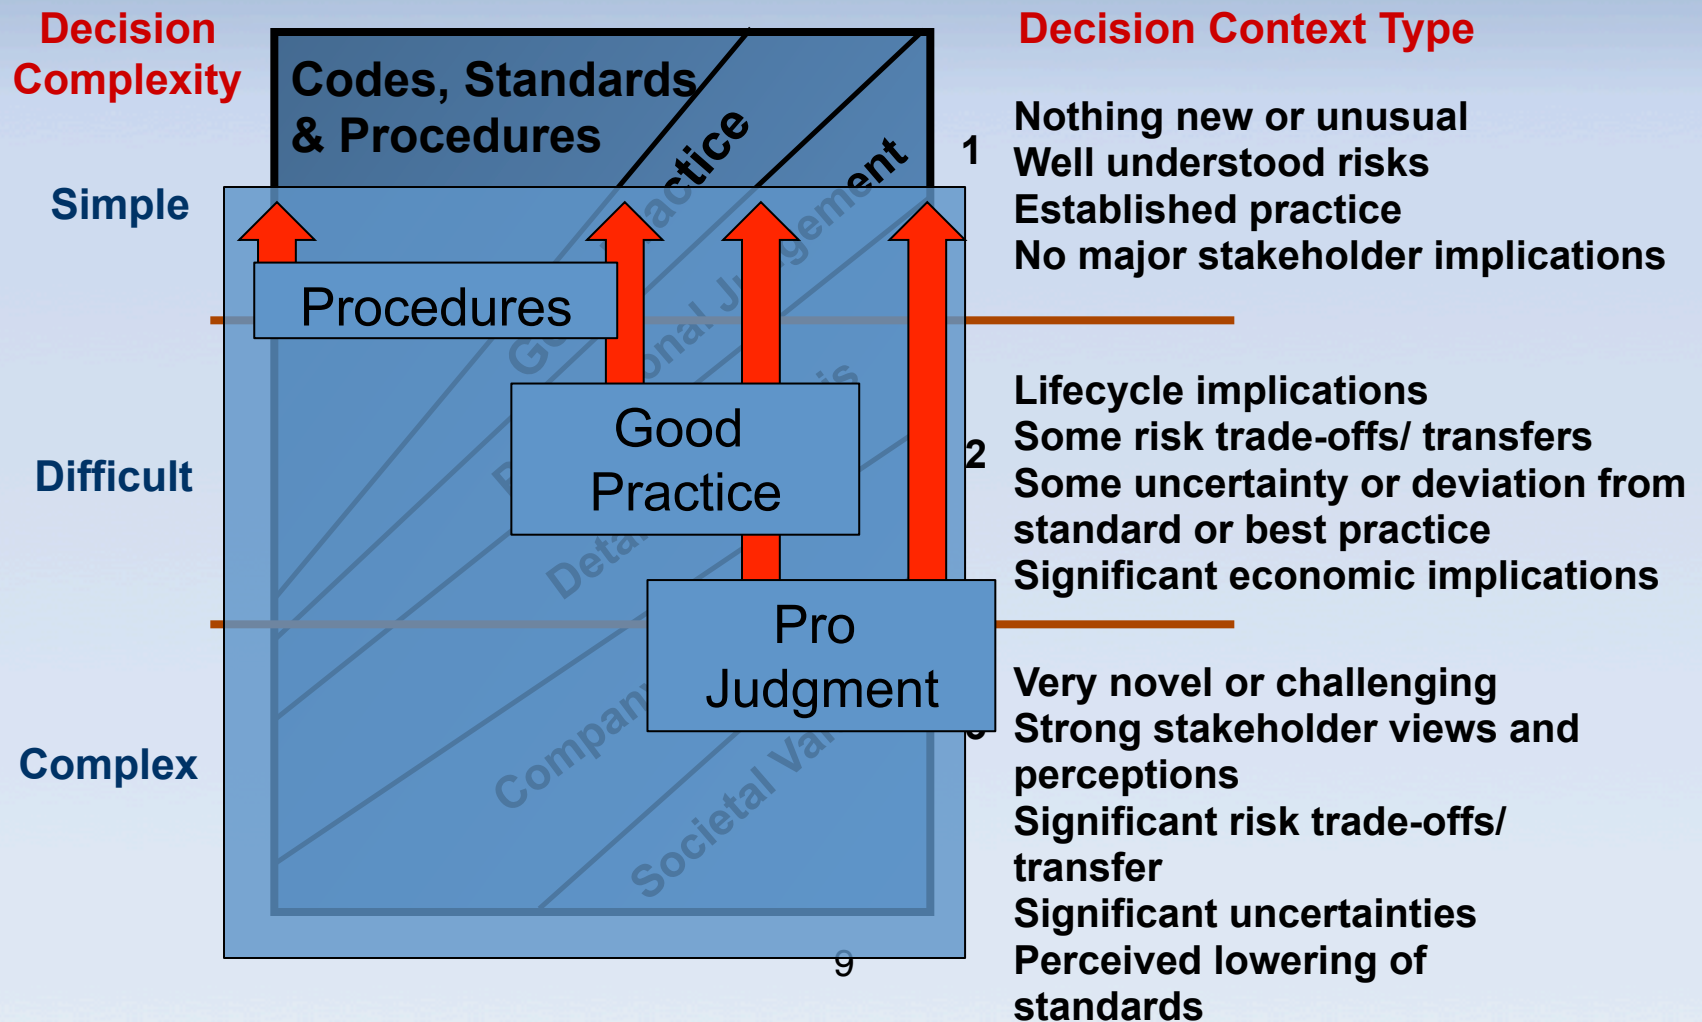 Decision
Complexity
Decision Context Type
Codes, Standards
& Procedures
Simple
Difficult
Complex
Procedures
Good
Practice
Pro
Judgment
Societal
Company
1
Nothing new or unusual
Well understood risks
Established practice
No major stakeholder implications
2
Lifecycle implications
Some risk trade-offs/ transfers
Some uncertainty or deviation from
standard or best practice
Significant economic implications
Very novel or challenging
Strong stakeholder views and
perceptions
Significant risk trade-offs/
transfer
Significant uncertainties
Perceived lowering of
standards
9